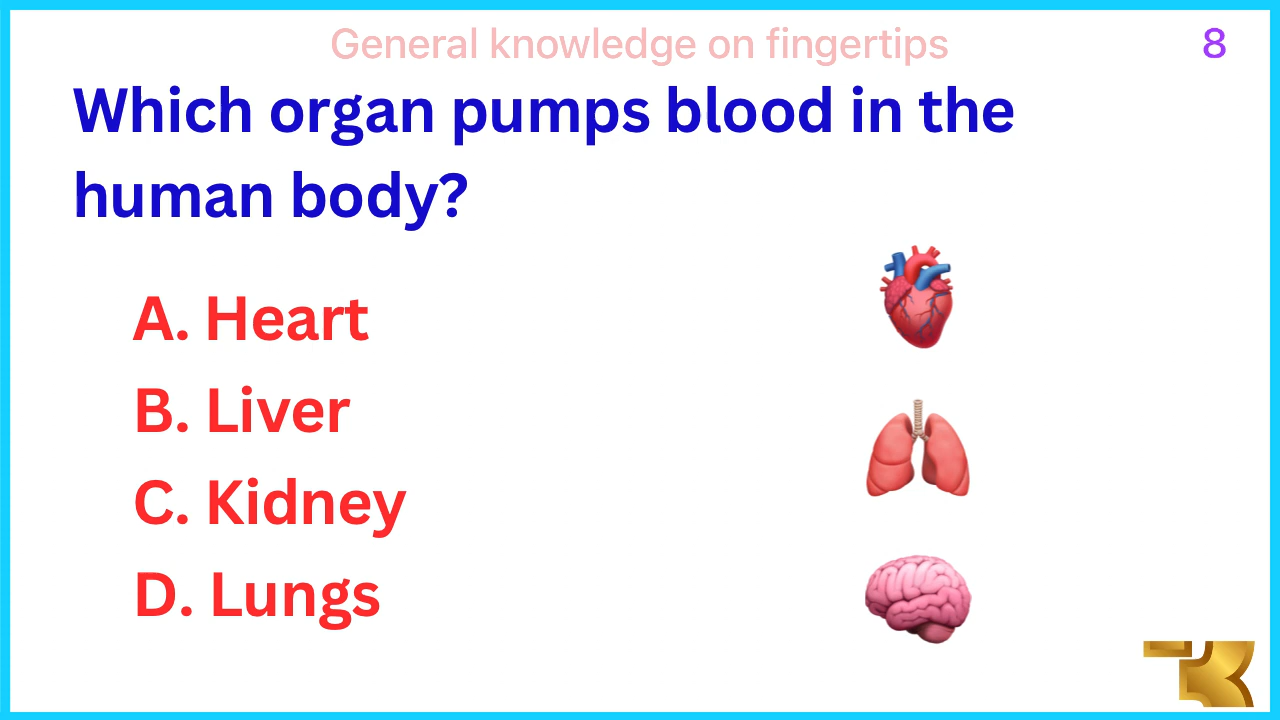 General knowledge on fingertips
8
Which organ pumps blood in the
human body?
A. Heart
B. Liver
C. Kidney
D. Lungs